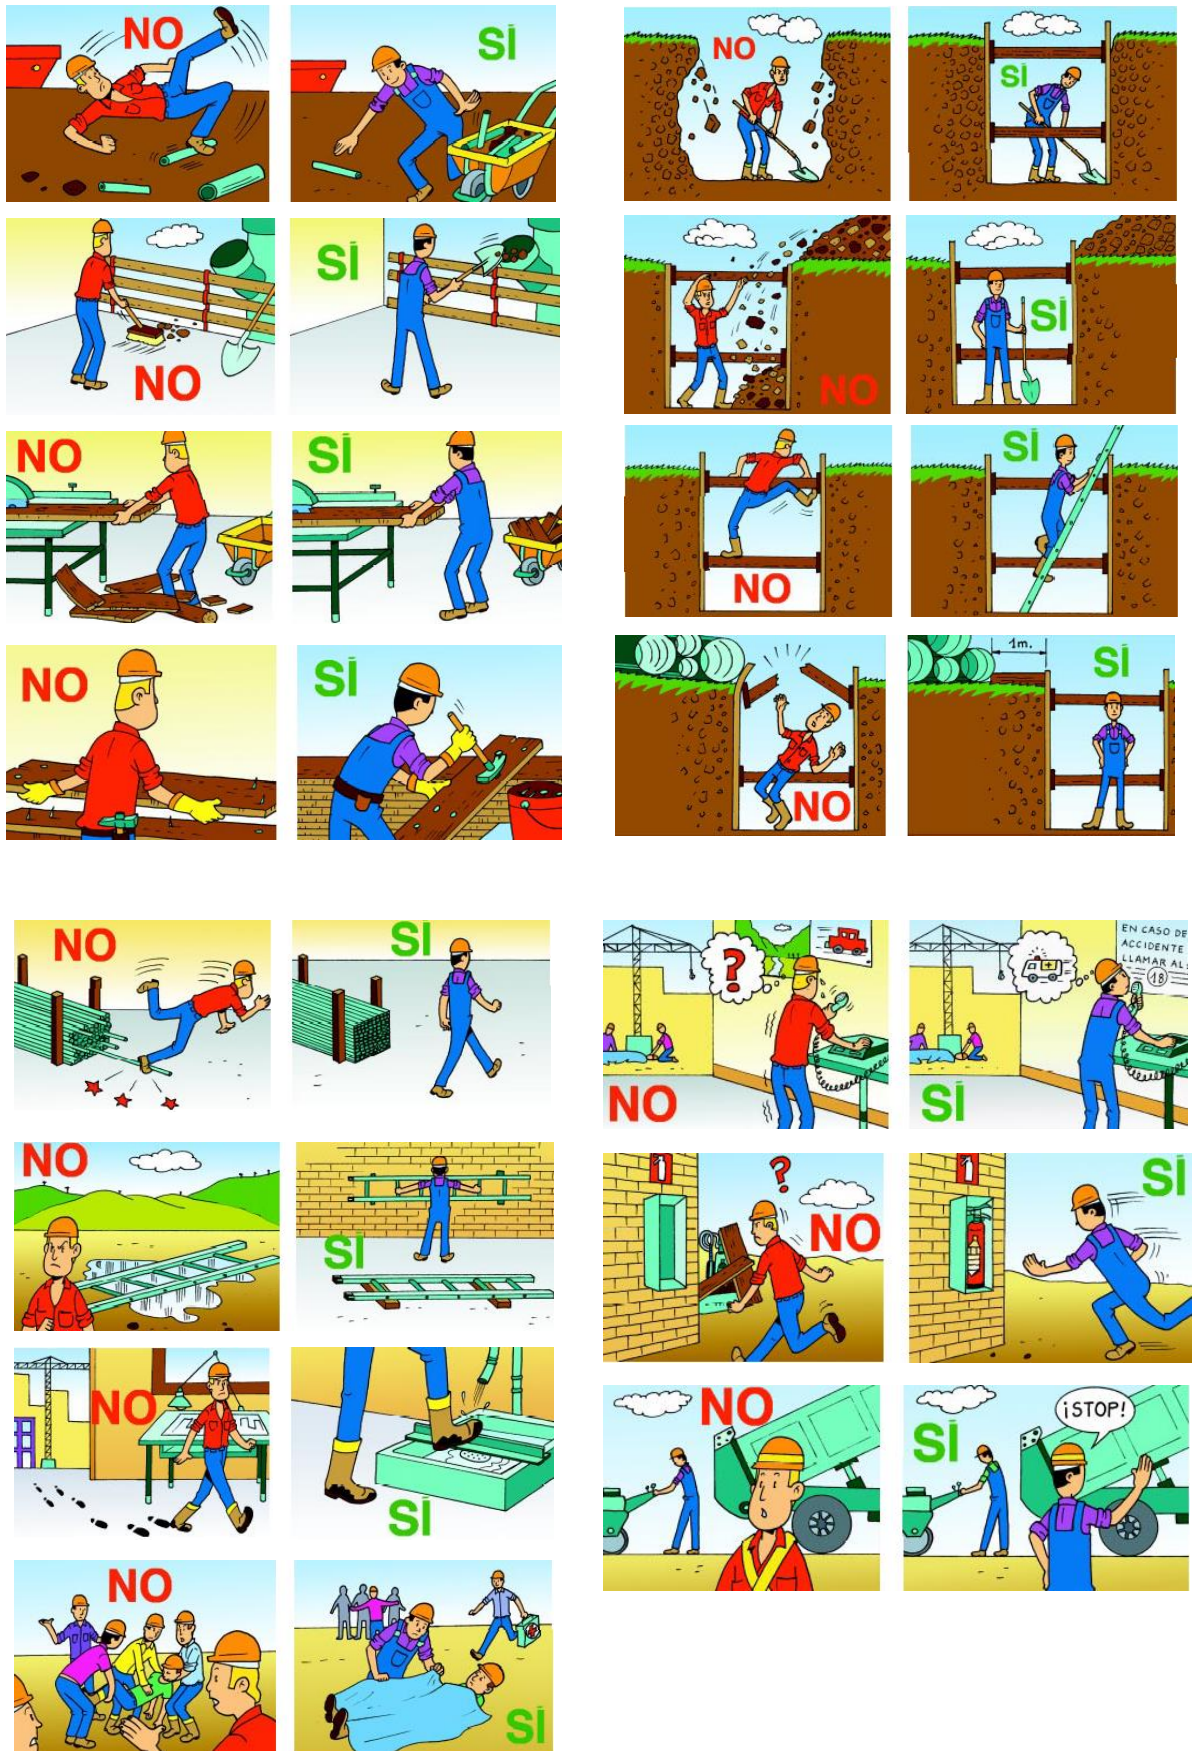 NO
SÍ
NO
SÍ
NO
SÍ
NO
SÍ
NO
SÍ
NO
SÍ
NO
SÍ
NO
1m.
SÍ
NO
SÍ
NO
SÍ
NO
SÍ
NO
SÍ
?
NO
EN CASO DE
ACCIDENTE
LLAMAR AL:
18
SÍ
?
NO
SÍ
NO
SÍ
¡STOP!